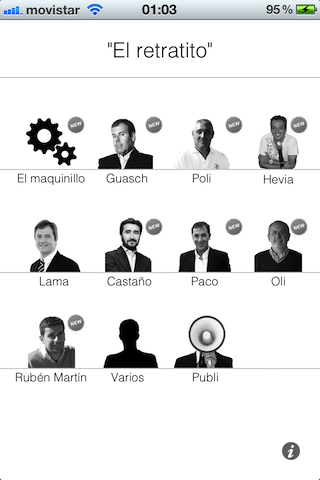 movistar 01:03 95 %
"El retratito"
NEW NEW NEW NEW
El maquinillo Guasch Poli Hevia
NEW NEW
Lama Castaño Paco Oli
NEW
Rubén Martín Varios Publi
i